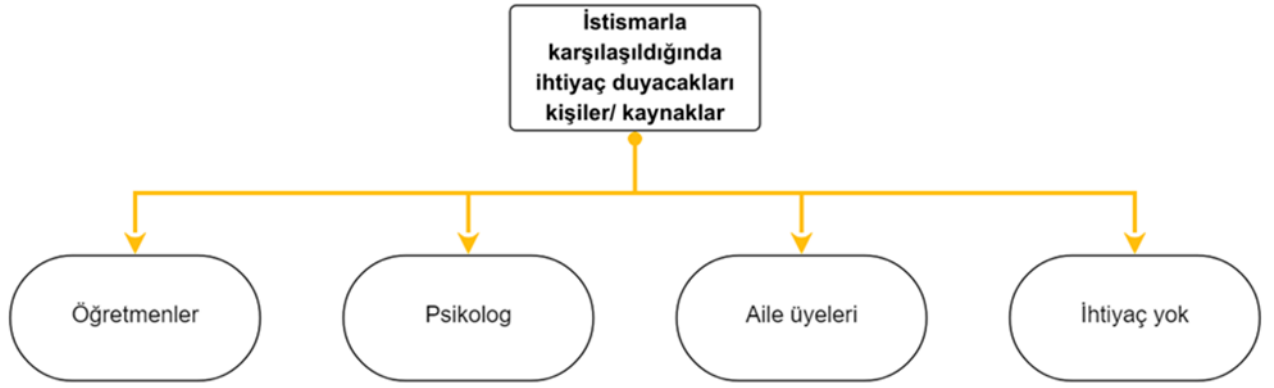 İstismarla
karşılaşıldığında
ihtiyaç duyacakları
kişiler/ kaynaklar
Öğretmenler
Psikolog
Aile üyeleri
İhtiyaç yok